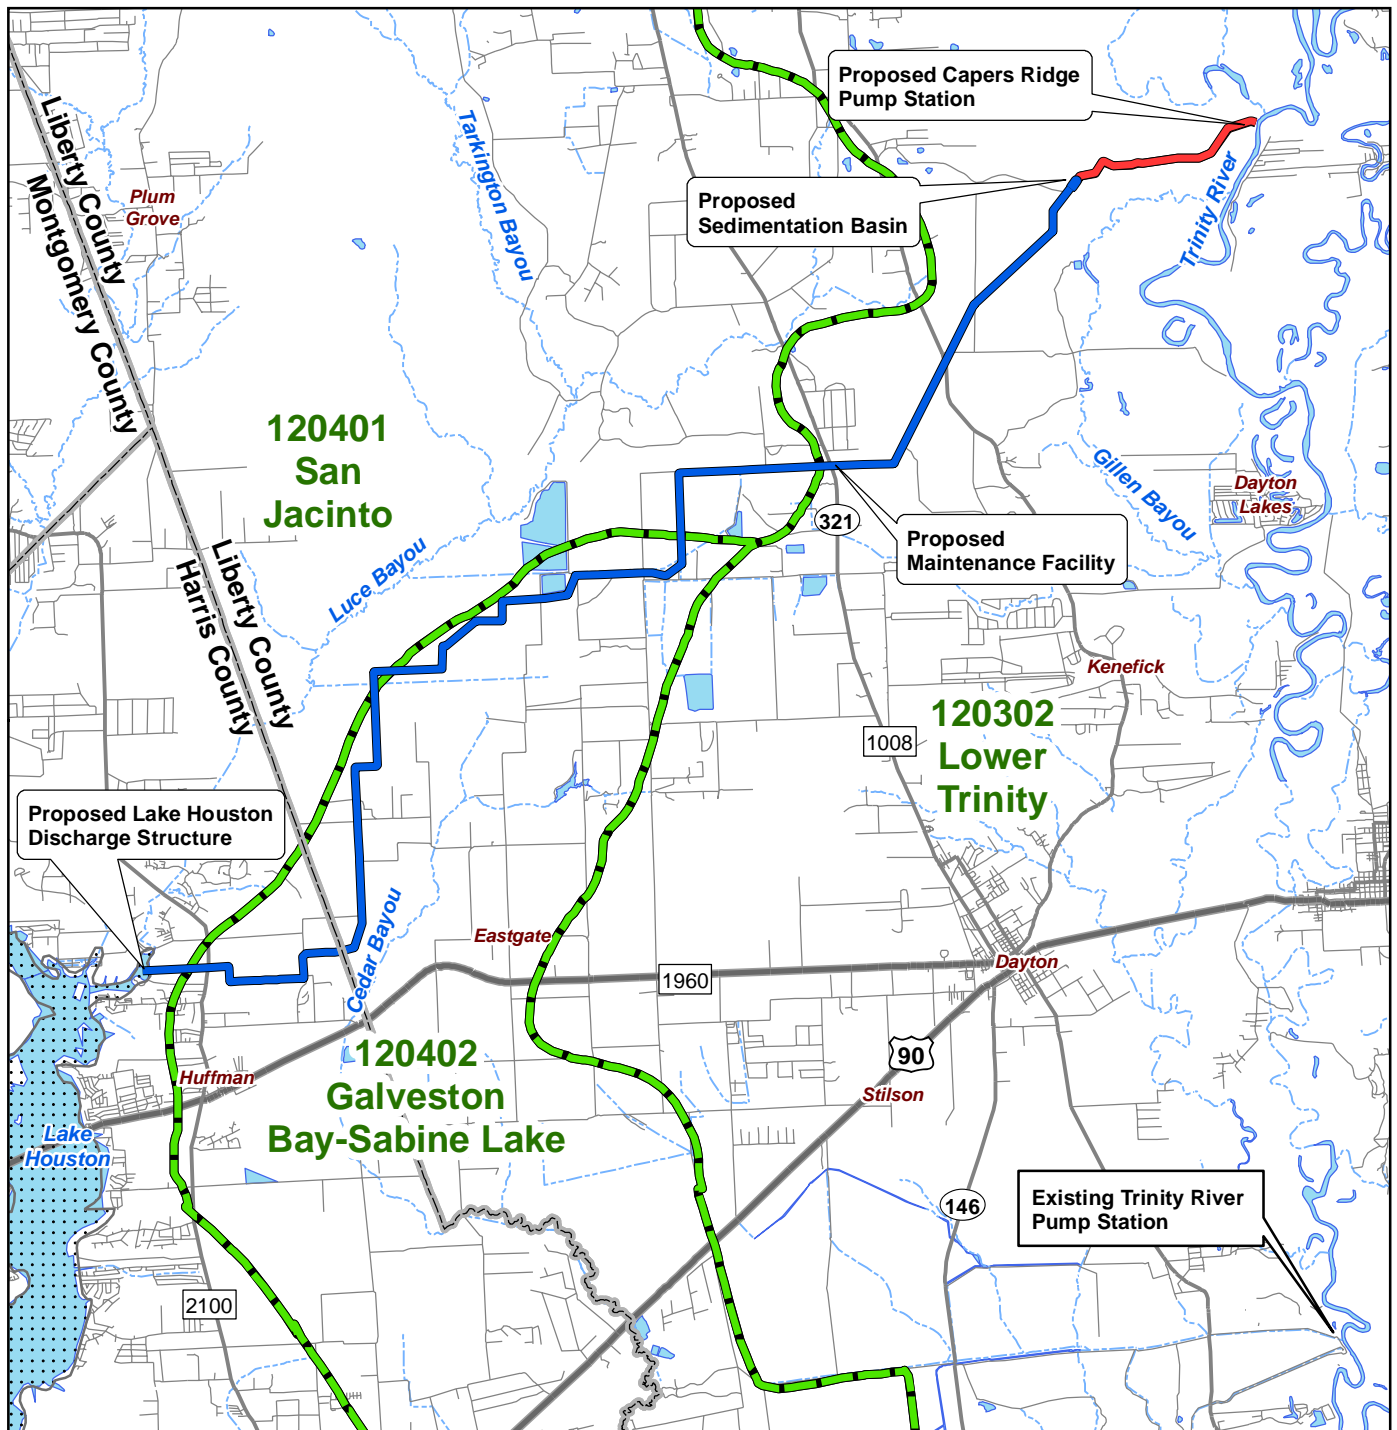 Proposed Capers Ridge
Pump Station
Liberty County
Montgomery County
Tarkington Bayou
Trinity River
Plum
Grove
Proposed
Sedimentation Basin
120401
San
Jacinto
Gillen Bayou
Dayton
Lakes
321
Proposed
Maintenance Facility
Luce Bayou
Liberty County
Harris County
Kenefick
120302
Lower
Trinity
1008
Proposed Lake Houston
Discharge Structure
Cedar Bayou
Eastgate
Dayton
1960
120402
Galveston
Bay-Sabine Lake
90
Huffman
Stilson
Lake
Houston
146
Existing Trinity River
Pump Station
2100